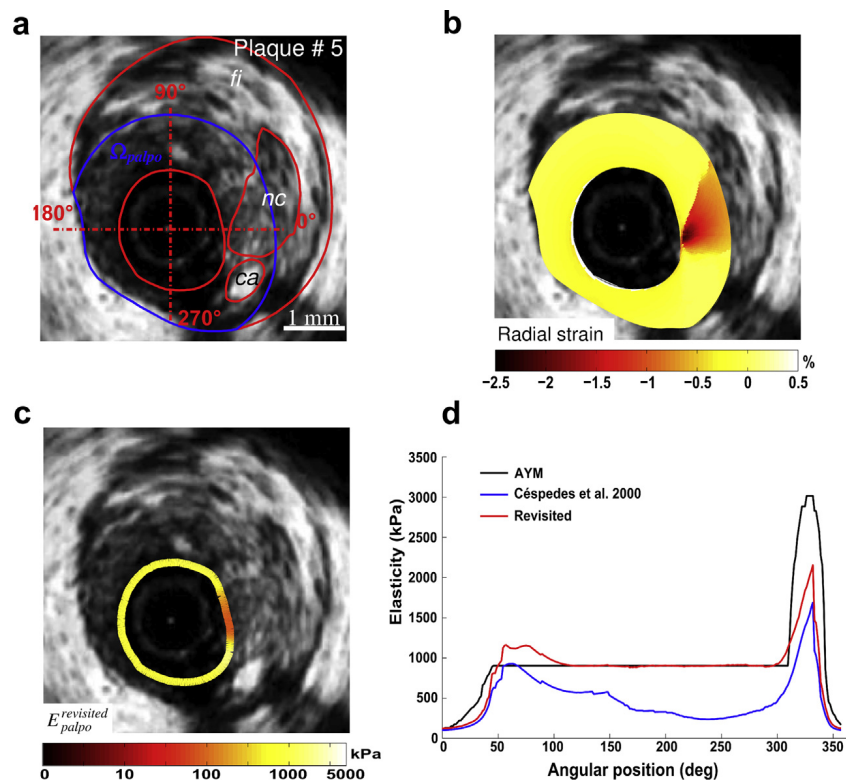 a
Plaque # 5
fi
90°
Ωpalpo
nc
180°
0°
ca
270°
1 mm
b
Radial strain
%
−2.5 −2 −1.5 −1 −0.5 0 0.5
c
E revisited palpo
kPa
0 10 100 1000 5000
d
AYM
Céspedes et al. 2000
Revisited
Elasticity (kPa)
3500
3000
2500
2000
1500
1000
500
0
0 50 100 150 200 250 300 350
Angular position (deg)